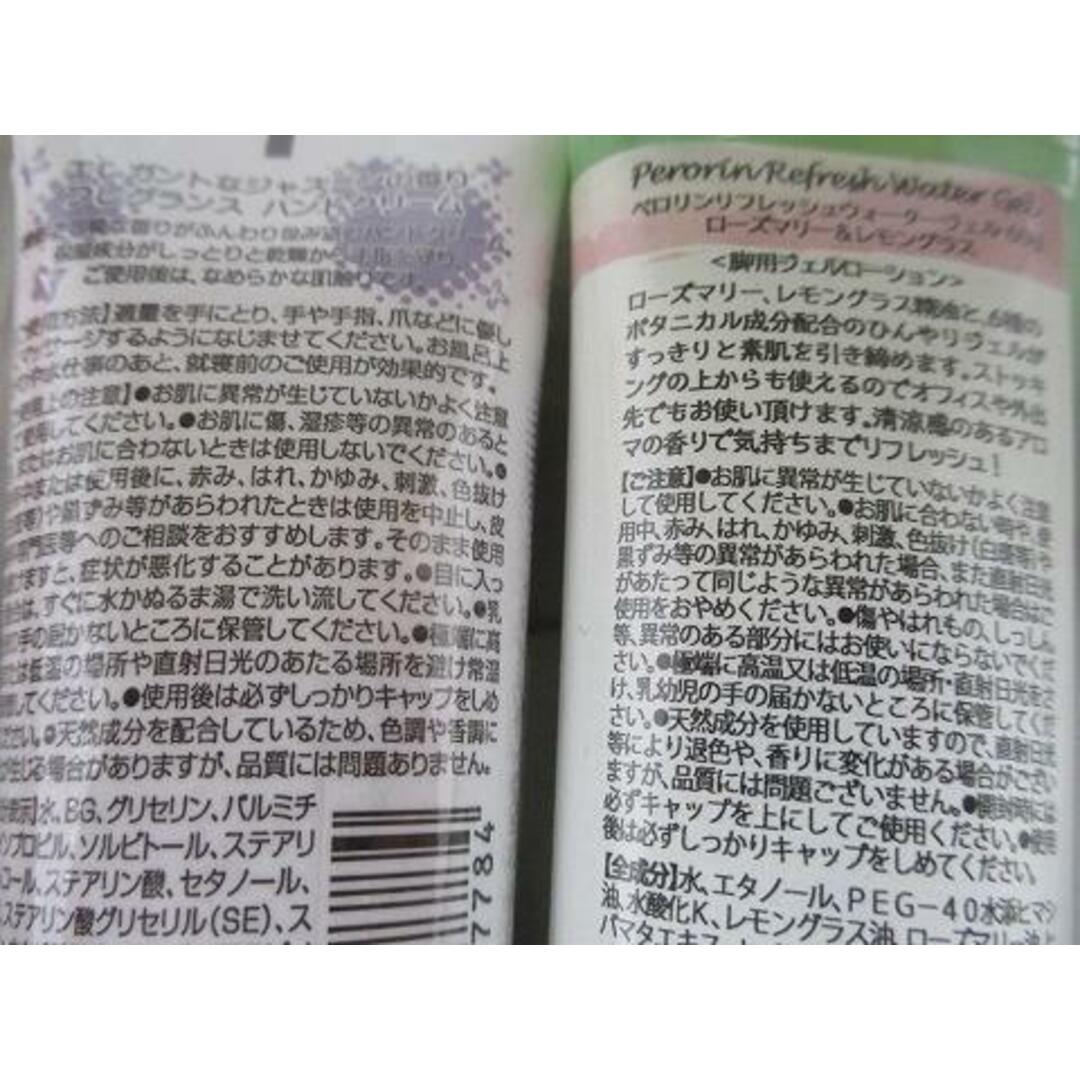 フレグランス ハンドクリーム
ご使用後は、なめらかな肌触りです。
適量を手にとり、手や手指、爪などに優し
するようになじませてください。お風呂上
仕事のあと、就寝前のご使用が効果的です。
上の注意】●お肌に異常が生じていないかよく注意
してください。●お肌に傷、湿疹等の異常のあると
またはお肌に合わないときは使用しないでください。●
または使用後に、赤み、はれ、かゆみ、刺激、色抜け
や黒ずみ等があらわれたときは使用を中止し、皮
医等へのご相談をおすすめします。そのまま使用
ますと、症状が悪化することがあります。●目に入っ
は、すぐに水かぬるま湯で洗い流してください。●乳
手の届かないところに保管してください。●極端に高
は低温の場所や直射日光のあたる場所を避け常温
してください。●使用後は必ずしっかりキャップをしめ
ださい。●天然成分を配合しているため、色調や香調に
が生じる場合がありますが、品質には問題ありません。
水、BG、グリセリン、パルミチ
ソプロピル、ソルビトール、ステアリ
コール、ステアリン酸、セタノール、
ステアリン酸グリセリル(SE)、ス
Perorin Refresh Water Gel
ペロリンリフレッシュウォータージェル
ローズマリー&レモングラス
<脚用ジェルローション>
ローズマリー、レモングラス精油と、6種の
ボタニカル成分配合のひんやりジェルが
すっきりと素肌を引き締めます。ストッキ
ングの上からも使えるのでオフィスや外出
先でもお使い頂けます。清涼感のあるアロ
マの香りで気持ちまでリフレッシュ!
【ご注意】●お肌に異常が生じていないかよく注意
して使用してください。●お肌に合わない時や、使
用中、赤み、はれ、かゆみ、刺激、色抜け(白斑等)や
黒ずみ等の異常があらわれた場合、また直射日光
があたって同じような異常があらわれた場合はご
使用をおやめください。●傷やはれもの、しっしん
等、異常のある部分にはお使いにならないでくだ
さい。●極端に高温又は低温の場所・直射日光をさ
け、乳幼児の手の届かないところに保管してくだ
さい。●天然成分を使用していますので、直射日光
等により退色や、香りに変化がある場合がござい
ますが、品質には問題ございません。●開封時には
必ずキャップを上にしてご使用ください。●使用
後は必ずしっかりキャップをしめてください
【全成分】水、エタノール、PEG-40水添ヒマシ
油、水酸化K、レモングラス油、ローズマリー油